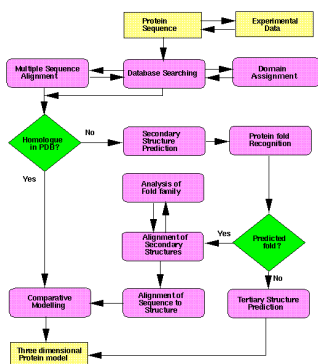 Protein
Sequence
Experimental
Data
Multiple Sequence
Alignment
Database Searching
Domain
Assignment
Homologue
in PDB?
No
Secondary
Structure
Prediction
Protein fold
Recognition
Yes
Analysis of
Fold family
Alignment of
Secondary
Structures
Yes
Predicted
fold?
No
Comparative
Modelling
Alignment of
Sequence to
Structure
Tertiary Structure
Prediction
Three dimensional
Protein model